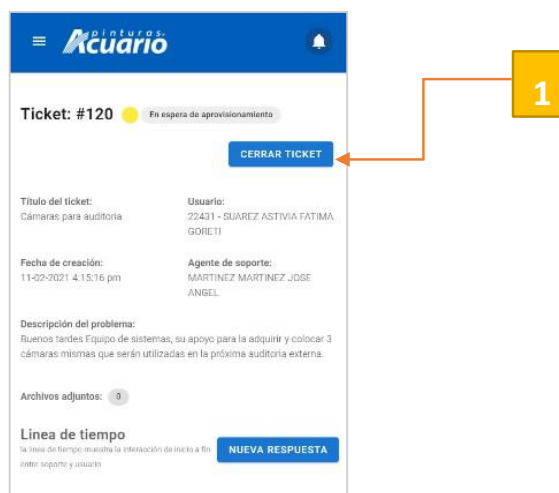 pinturas.
Acuario
Ticket: #120 En espera de aprovisionamiento
1
CERRAR TICKET
Título del ticket:
Cámaras para auditoria
Usuario:
22431 - SUAREZ ASTIVIA FATIMA
GORETI
Fecha de creación:
11-02-2021 4:15:16 pm
Agente de soporte:
MARTINEZ MARTINEZ JOSE
ANGEL
Descripción del problema:
Buenos tardes Equipo de sistemas, su apoyo para la adquirir y colocar 3
cámaras mismas que serán utilizadas en la próxima auditoria externa.
Archivos adjuntos: 0
Linea de tiempo
la linea de tiempo muestra la interacción de inicio a fin
entre soporte y usuario
NUEVA RESPUESTA